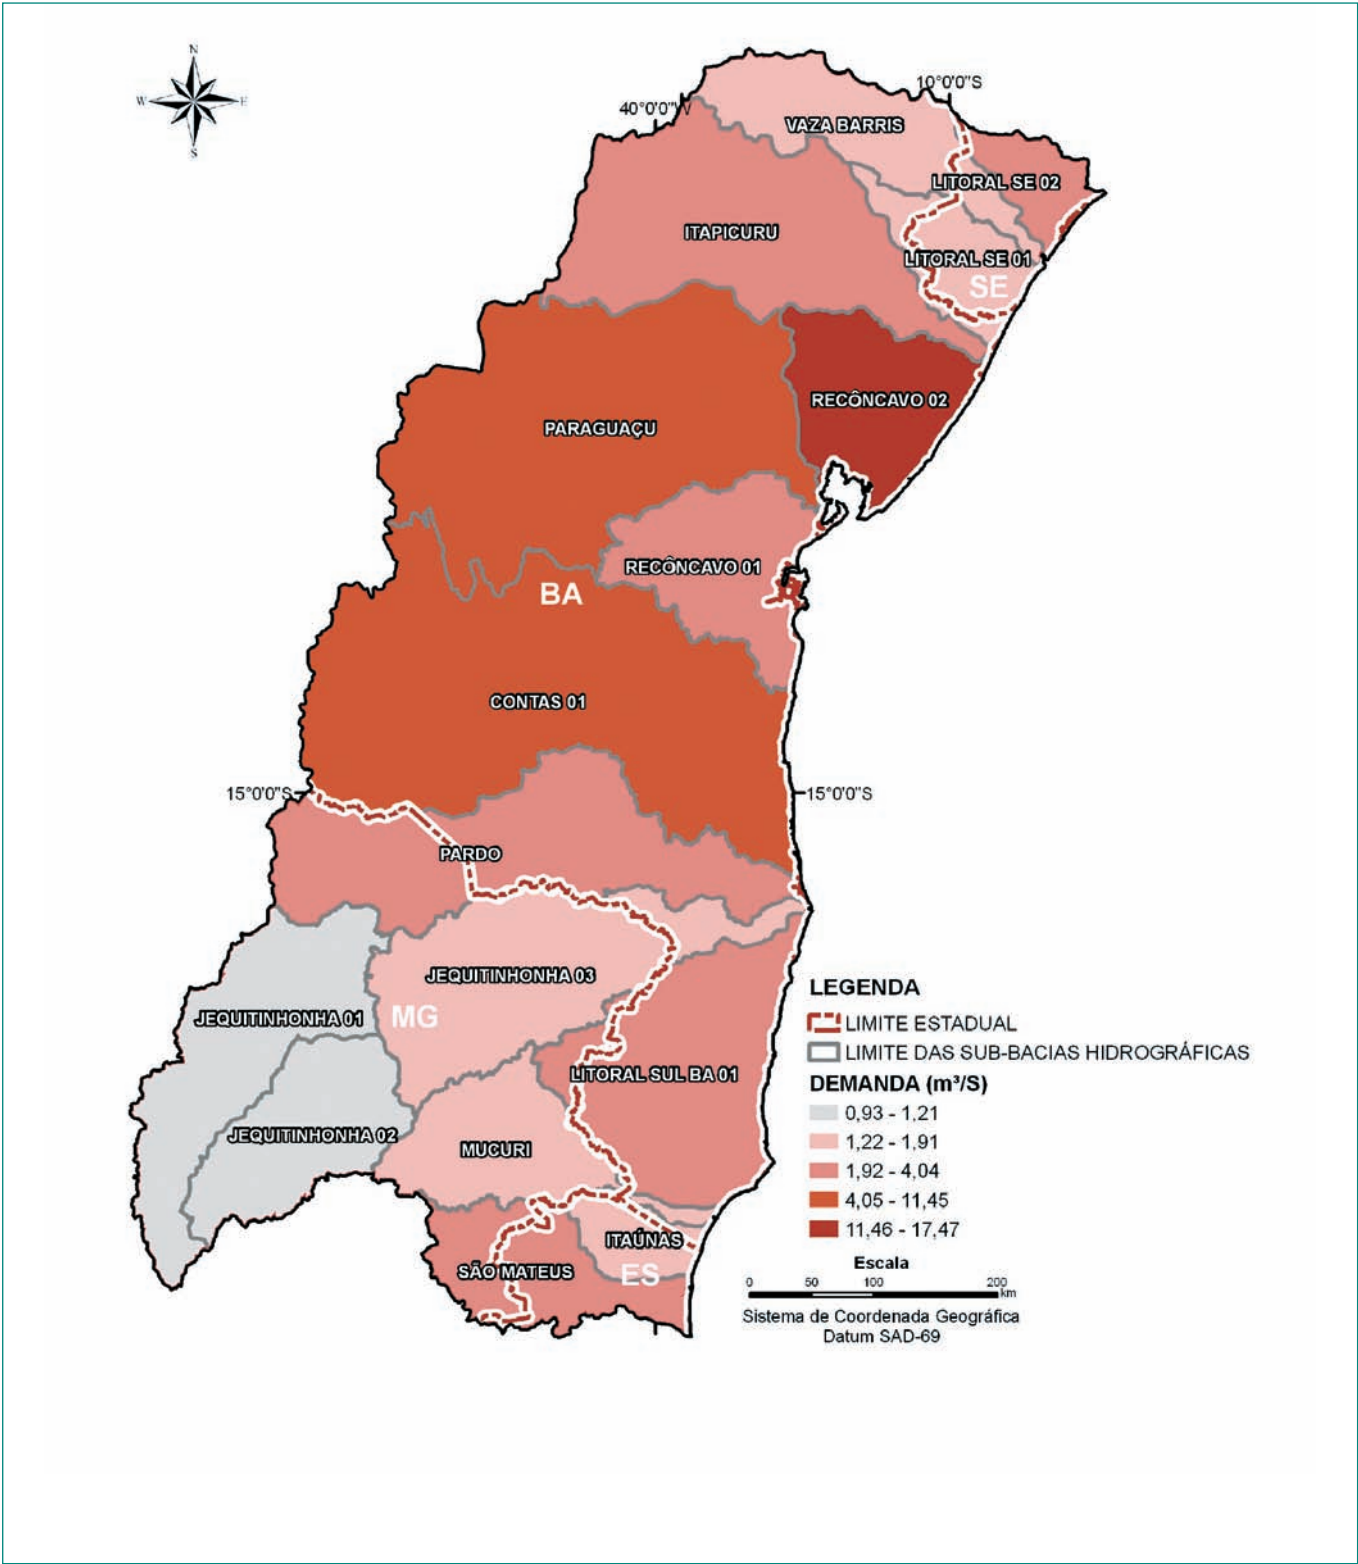 N
W
E
S
10°0'0"S
40°0'0"W
VAZA BARRIS
LITORAL SE 02
ITAPICURU
LITORAL SE 01
SE
RECÔNCAVO 02
PARAGUAÇU
RECÔNCAVO 01
BA
CONTAS 01
15°0'0"S
15°0'0"S
PARDO
JEQUITINHONHA 03
JEQUITINHONHA 01
MG
LITORAL SUL BA 01
JEQUITINHONHA 02
MUCURI
ITAÚNAS
SÃO MATEUS
ES
LEGENDA
LIMITE ESTADUAL
LIMITE DAS SUB-BACIAS HIDROGRÁFICAS
DEMANDA (m³/S)
0,93 - 1,21
1,22 - 1,91
1,92 - 4,04
4,05 - 11,45
11,46 - 17,47
Escala
0 50 100 200
km
Sistema de Coordenada Geográfica
Datum SAD-69